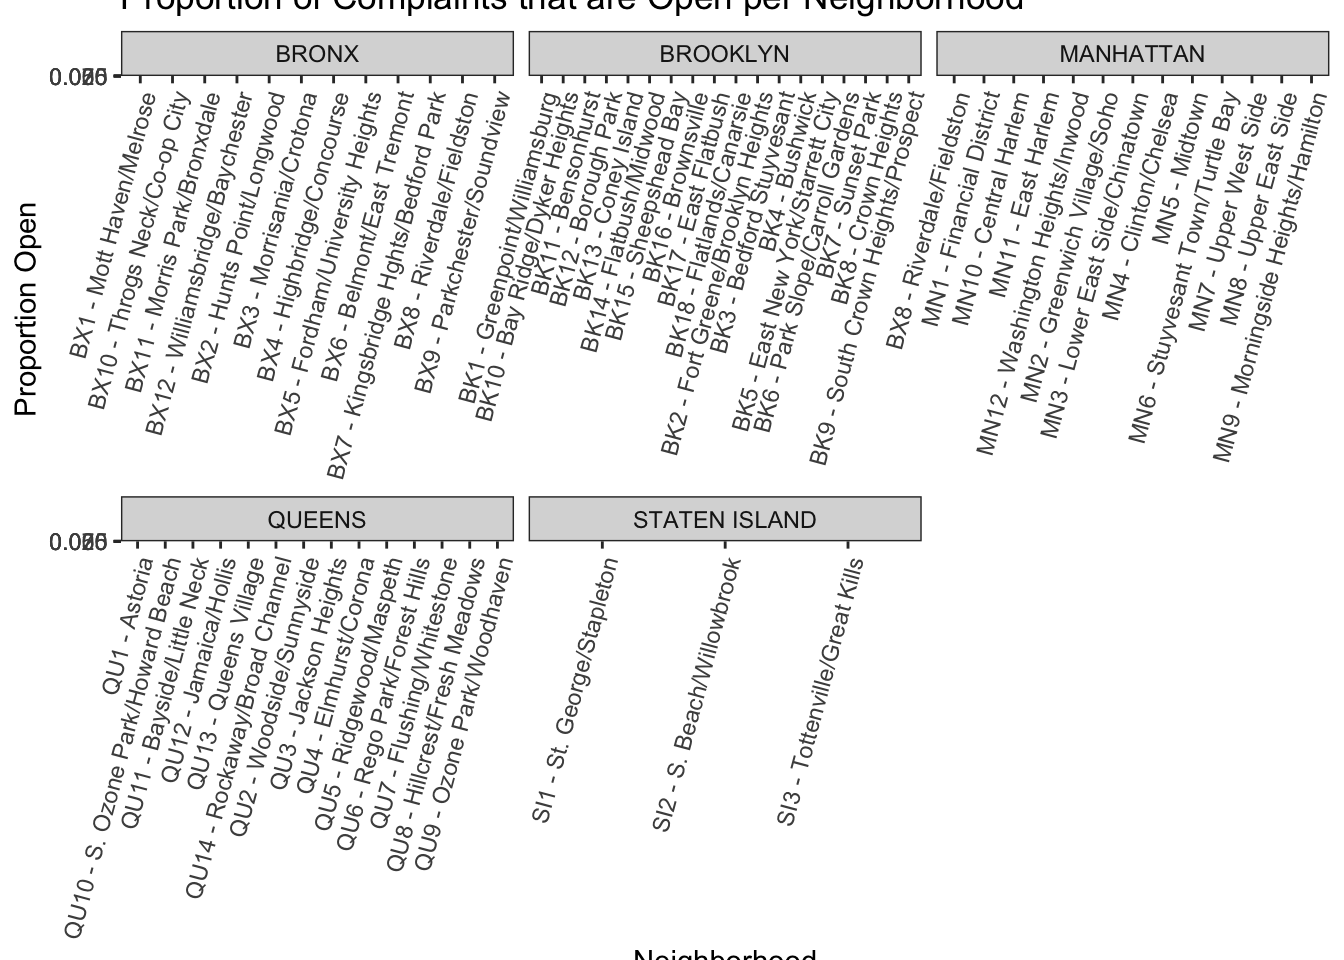 Proportion of Complaints that are Open per Neighborhood
BRONX
BROOKLYN
MANHATTAN
Proportion Open
BX1 - Mott Haven/Melrose
BX10 - Throgs Neck/Co-op City
BX11 - Morris Park/Bronxdale
BX12 - Williamsbridge/Baychester
BX2 - Hunts Point/Longwood
BX3 - Morrisania/Crotona
BX4 - Highbridge/Concourse
BX5 - Fordham/University Heights
BX6 - Belmont/East Tremont
BX7 - Kingsbridge Hghts/Bedford Park
BX8 - Riverdale/Fieldston
BX9 - Parkchester/Soundview
BK1 - Greenpoint/Williamsburg
BK10 - Bay Ridge/Dyker Heights
BK11 - Bensonhurst
BK12 - Borough Park
BK13 - Coney Island
BK14 - Flatbush/Midwood
BK15 - Sheepshead Bay
BK16 - Brownsville
BK17 - East Flatbush
BK18 - Flatlands/Canarsie
BK2 - Fort Greene/Brooklyn Heights
BK3 - Bedford Stuyvesant
BK4 - Bushwick
BK5 - East New York/Starrett City
BK6 - Park Slope/Carroll Gardens
BK7 - Sunset Park
BK8 - Crown Heights
BK9 - South Crown Heights/Prospect
BX8 - Riverdale/Fieldston
MN1 - Financial District
MN10 - Central Harlem
MN11 - East Harlem
MN12 - Washington Heights/Inwood
MN2 - Greenwich Village/Soho
MN3 - Lower East Side/Chinatown
MN4 - Clinton/Chelsea
MN5 - Midtown
MN6 - Stuyvesant Town/Turtle Bay
MN7 - Upper West Side
MN8 - Upper East Side
MN9 - Morningside Heights/Hamilton
QUEENS
STATEN ISLAND
QU1 - Astoria
QU10 - S. Ozone Park/Howard Beach
QU11 - Bayside/Little Neck
QU12 - Jamaica/Hollis
QU13 - Queens Village
QU14 - Rockaway/Broad Channel
QU2 - Woodside/Sunnyside
QU3 - Jackson Heights
QU4 - Elmhurst/Corona
QU5 - Ridgewood/Maspeth
QU6 - Rego Park/Forest Hills
QU7 - Flushing/Whitestone
QU8 - Hillcrest/Fresh Meadows
QU9 - Ozone Park/Woodhaven
SI1 - St. George/Stapleton
SI2 - S. Beach/Willowbrook
SI3 - Tottenville/Great Kills
Neighborhood